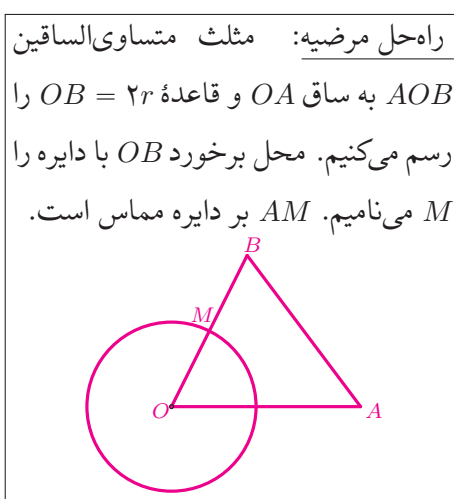 راه‌حل مرضیه: مثلث متساوی‌الساقین
AOB به ساق OA و قاعدهٔ OB = ۲r را
رسم می‌کنیم. محل برخورد OB با دایره را
M می‌نامیم. AM بر دایره مماس است.
B
M
O
A